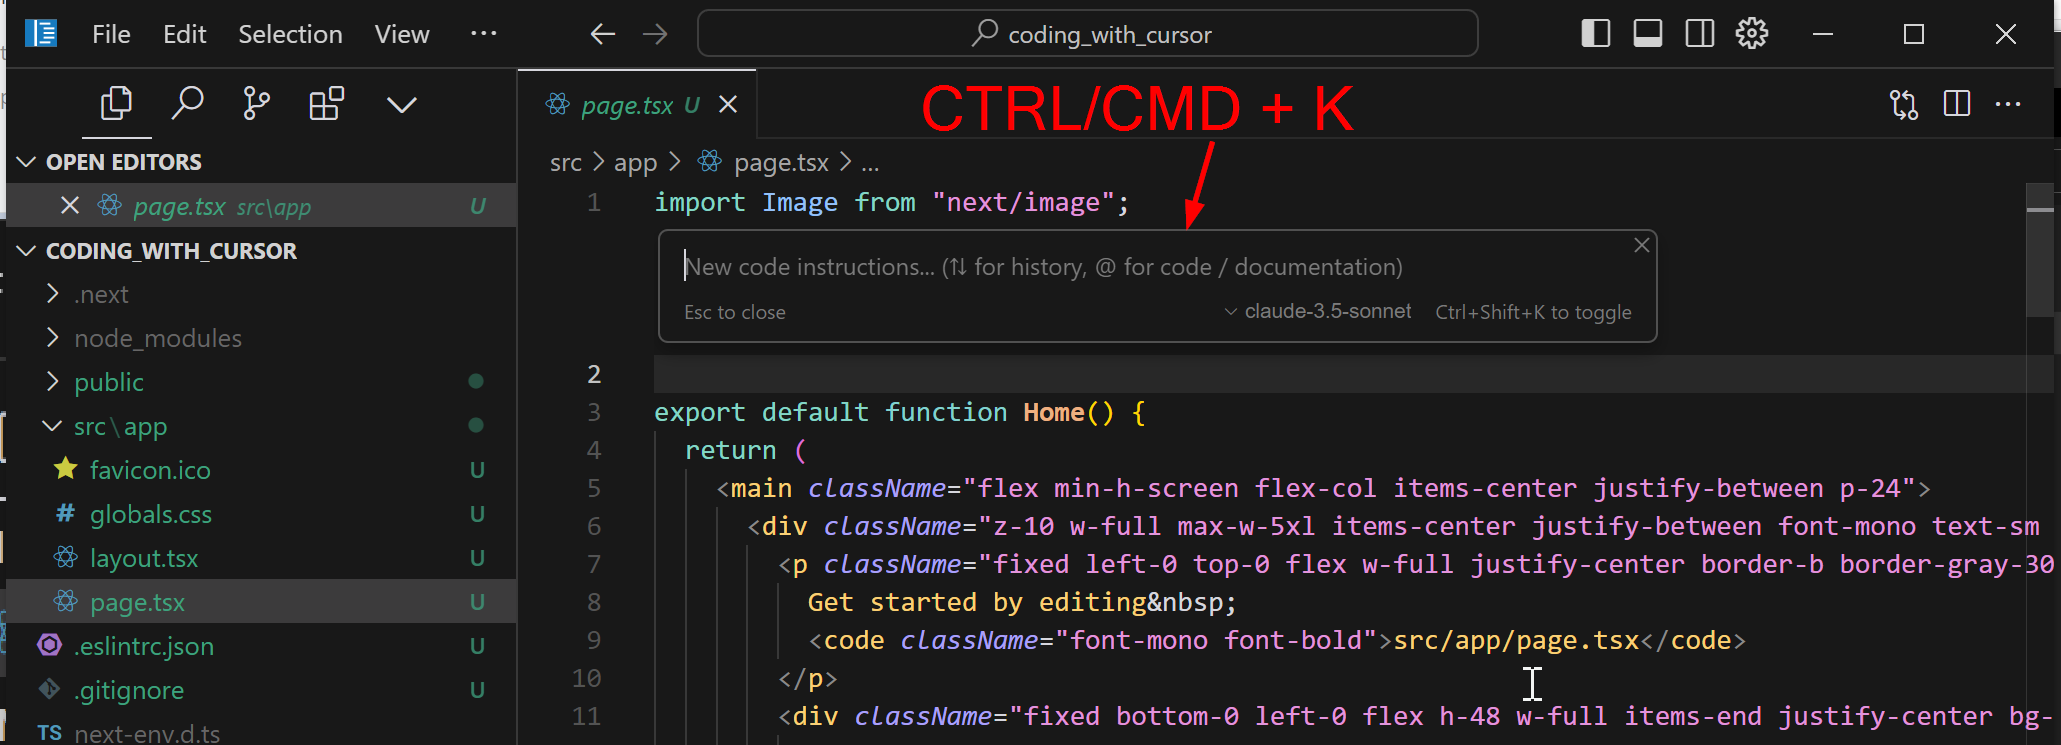 File Edit Selection View ···
coding_with_cursor
page.tsx U
CTRL/CMD + K
OPEN EDITORS
page.tsx src\app U
CODING_WITH_CURSOR
.next
node_modules
public
src\app
favicon.ico U
globals.css U
layout.tsx U
page.tsx U
.eslintrc.json U
.gitignore U
TS next-env.d.ts
src > app > page.tsx > ...
1 import Image from "next/image";
New code instructions... (⇅ for history, @ for code / documentation)
Esc to close claude-3.5-sonnet Ctrl+Shift+K to toggle
2
3 export default function Home() {
4 return (
5 <main className="flex min-h-screen flex-col items-center justify-between p-24">
6 <div className="z-10 w-full max-w-5xl items-center justify-between font-mono text-sm
7 <p className="fixed left-0 top-0 flex w-full justify-center border-b border-gray-30
8 Get started by editing&nbsp;
9 <code className="font-mono font-bold">src/app/page.tsx</code>
10 </p>
11 <div className="fixed bottom-0 left-0 flex h-48 w-full items-end justify-center bg-